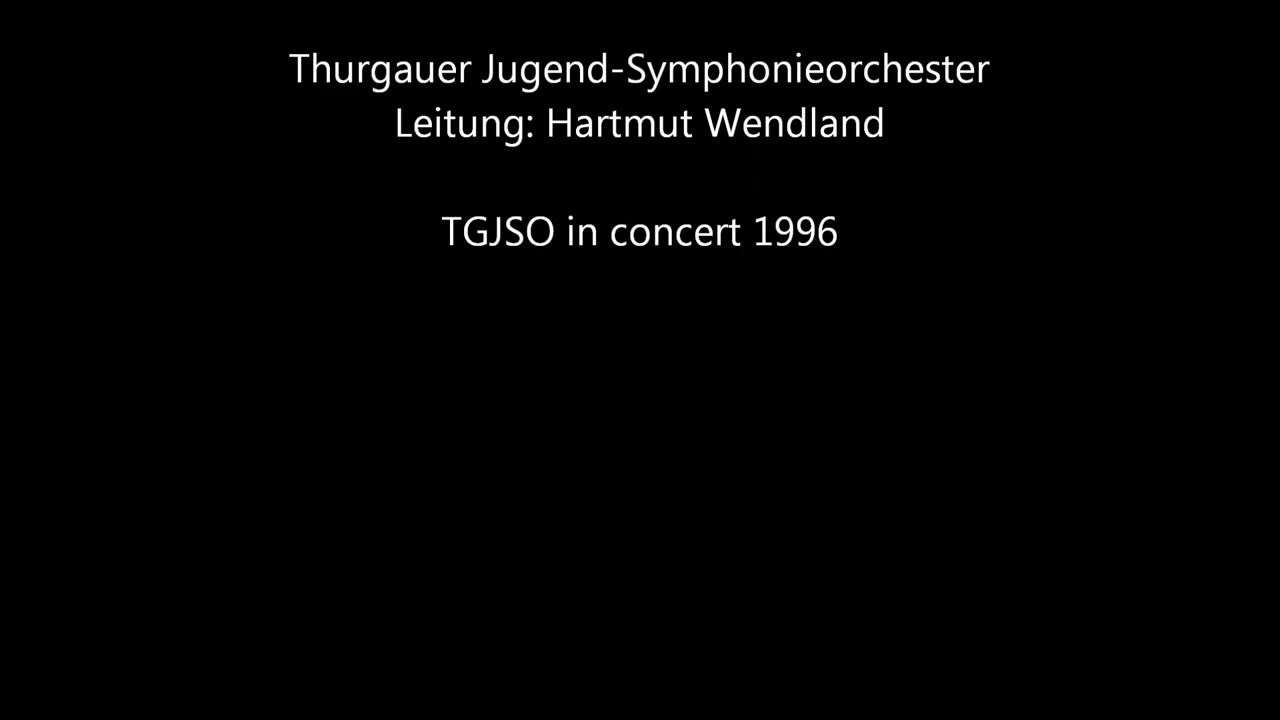 Thurgauer Jugend-Symphonieorchester
Leitung: Hartmut Wendland
TGJSO in concert 1996